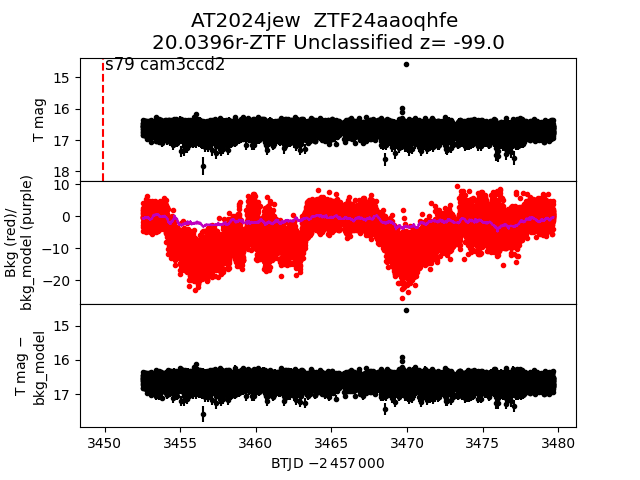 AT2024jew  ZTF24aaoqhfe
20.0396r-ZTF Unclassified z= -99.0
s79 cam3ccd2
T mag
15
16
17
18
Bkg (red)/
bkg_model (purple)
10
0
−10
−20
T mag −
bkg_model
15
16
17
3450
3455
3460
3465
3470
3475
3480
BTJD −2 457 000